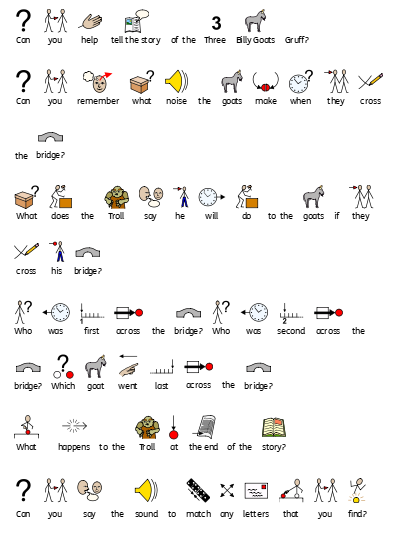 Can you help tell the story of the Three Billy Goats Gruff?
Can you remember what noise the goats make when they cross
the bridge?
What does the Troll say he will do to the goats if they
cross his bridge?
Who was first across the bridge? Who was second across the
bridge? Which goat went last across the bridge?
What happens to the Troll at the end of the story?
Can you say the sound to match any letters that you find?